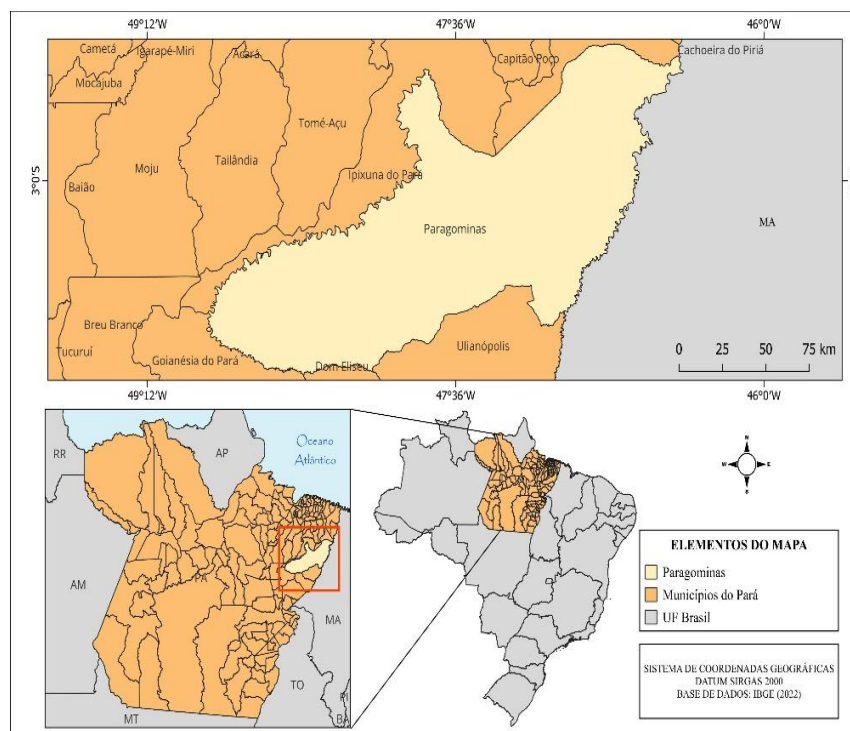 49°12'W 47°36'W 46°0'W
Cametá
Igarapé-Miri
Acará
Capitão Poço
Cachoeira do Piriá
Mocajuba
Tomé-Açu
Moju
Tailândia
3°0'S
Baião
Ipixuna do Pará
Paragominas
MA
Breu Branco
Tucuruí
Goianésia do Pará
Dom Eliseu
Ulianópolis
0 25 50 75 km
49°12'W 47°36'W 46°0'W
RR
AP
Oceano
Atlântico
AM
PA
MA
TO
PI
BA
MT
N
W E
S
ELEMENTOS DO MAPA
Paragominas
Municípios do Pará
UF Brasil
SISTEMA DE COORDENADAS GEOGRÁFICAS
DATUM SIRGAS 2000
BASE DE DADOS: IBGE (2022)